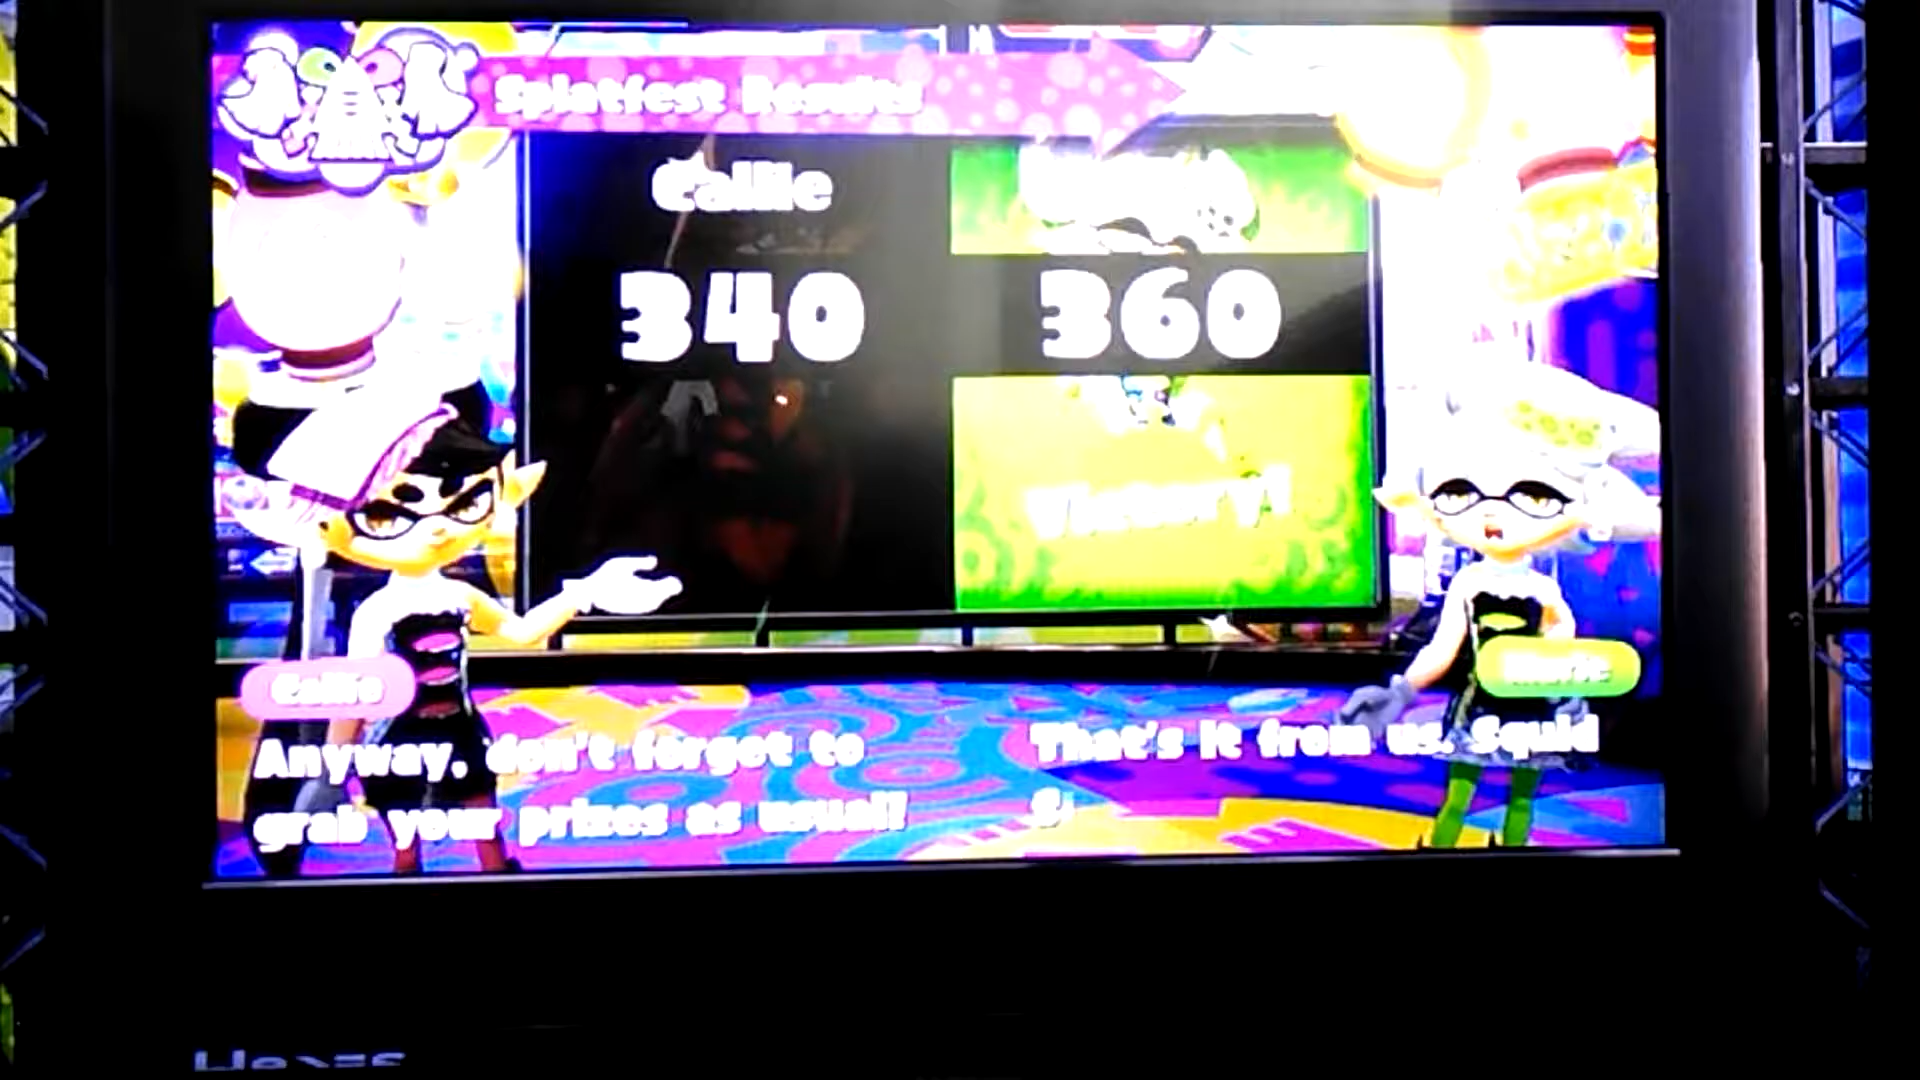 Splatfest Results
Callie
340
360
Victory!
Callie
Marie
Anyway, don't forget to
grab your prizes as usual!
That's it from us. Squid